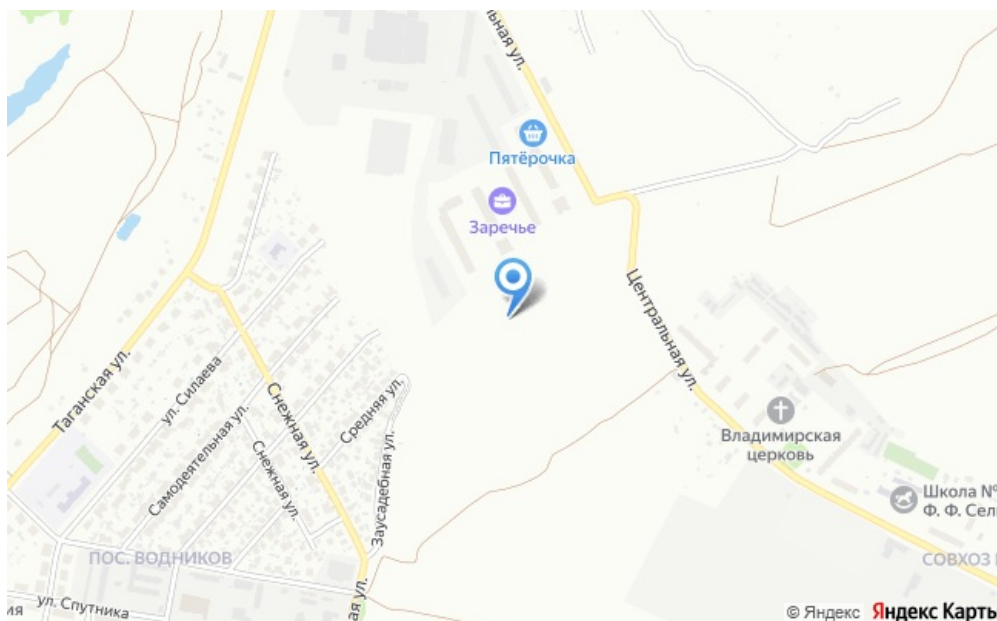 ьная ул.
Пятёрочка
Заречье
Центральная ул.
Таганская ул.
ул. Силаева
Снежная ул.
Средняя ул.
Самодеятельная ул.
Снежная ул.
Заусадебная ул.
Владимирская
церковь
Школа №
Ф. Ф. Сел
ПОС. ВОДНИКОВ
СОВХОЗ
ул. Спутника
ая ул.
ия
© Яндекс Яндекс Карты